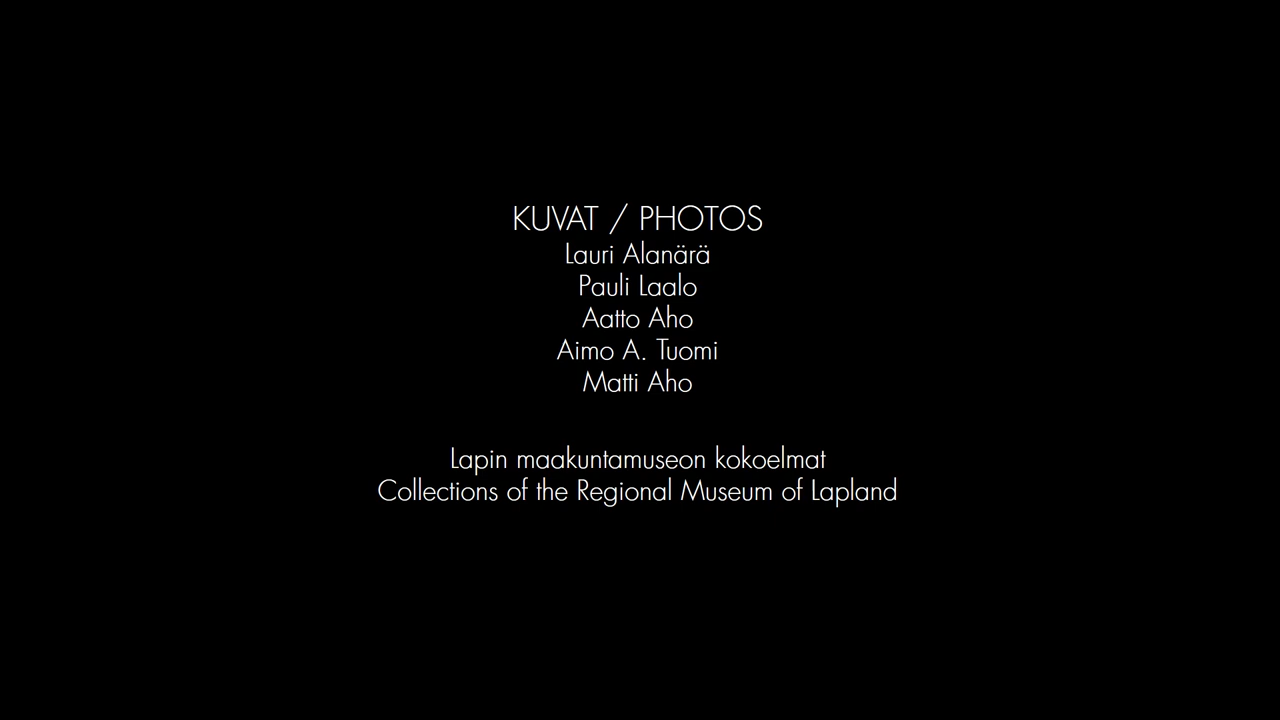 KUVAT / PHOTOS
Lauri Alanärä
Pauli Laalo
Aatto Aho
Aimo A. Tuomi
Matti Aho
Lapin maakuntamuseon kokoelmat
Collections of the Regional Museum of Lapland